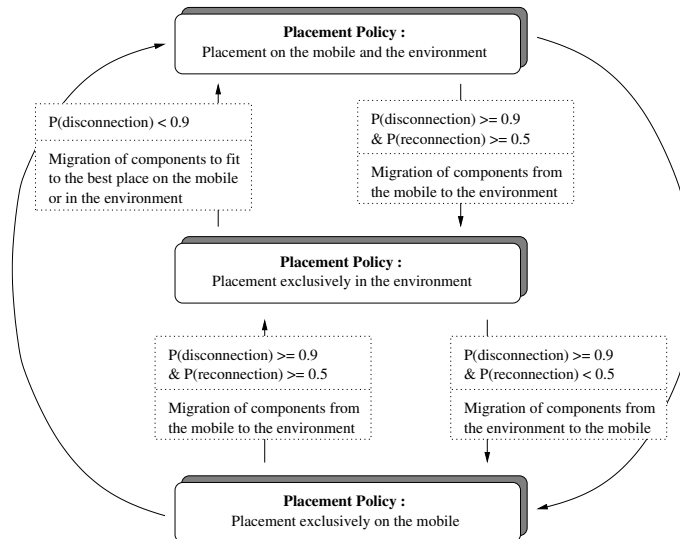 Placement Policy :
Placement on the mobile and the environment
P(disconnection) < 0.9
Migration of components to fit
to the best place on the mobile
or in the environment
P(disconnection) >= 0.9
& P(reconnection) >= 0.5
Migration of components from
the mobile to the environment
Placement Policy :
Placement exclusively in the environment
P(disconnection) >= 0.9
& P(reconnection) >= 0.5
Migration of components from
the mobile to the environment
P(disconnection) >= 0.9
& P(reconnection) < 0.5
Migration of components from
the environment to the mobile
Placement Policy :
Placement exclusively on the mobile